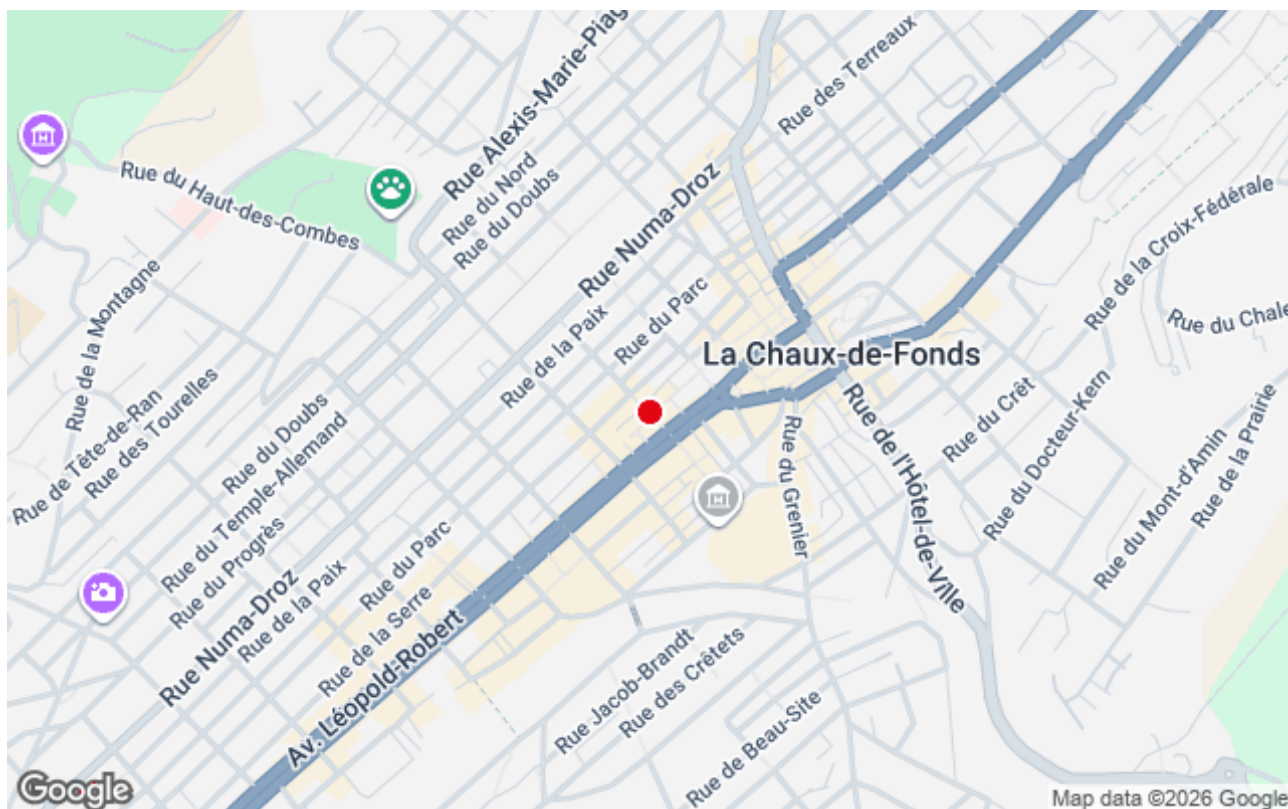 Rue Alexis-Marie-Piag
Rue des Terreaux
Rue du Haut-des-Combes
Rue du Nord
Rue du Doubs
Rue Numa-Droz
Rue de la Croix-Fédérale
Rue de la Montagne
Rue de la Paix
Rue du Parc
Rue du Chale
La Chaux-de-Fonds
Rue de Tête-de-Ran
Rue des Tourelles
Rue du Doubs
Rue du Temple-Allemand
Rue du Grenier
Rue de l'Hôtel-de-Ville
Rue du Crêt
Rue du Docteur-Kern
Rue du Mont-d'Amin
Rue de la Prairie
Rue du Progrès
Rue Numa-Droz
Rue de la Paix
Rue du Parc
Rue de la Serre
Av. Léopold-Robert
Rue Jacob-Brandt
Rue des Crêtets
Rue de Beau-Site
Google
Map data ©2026 Google